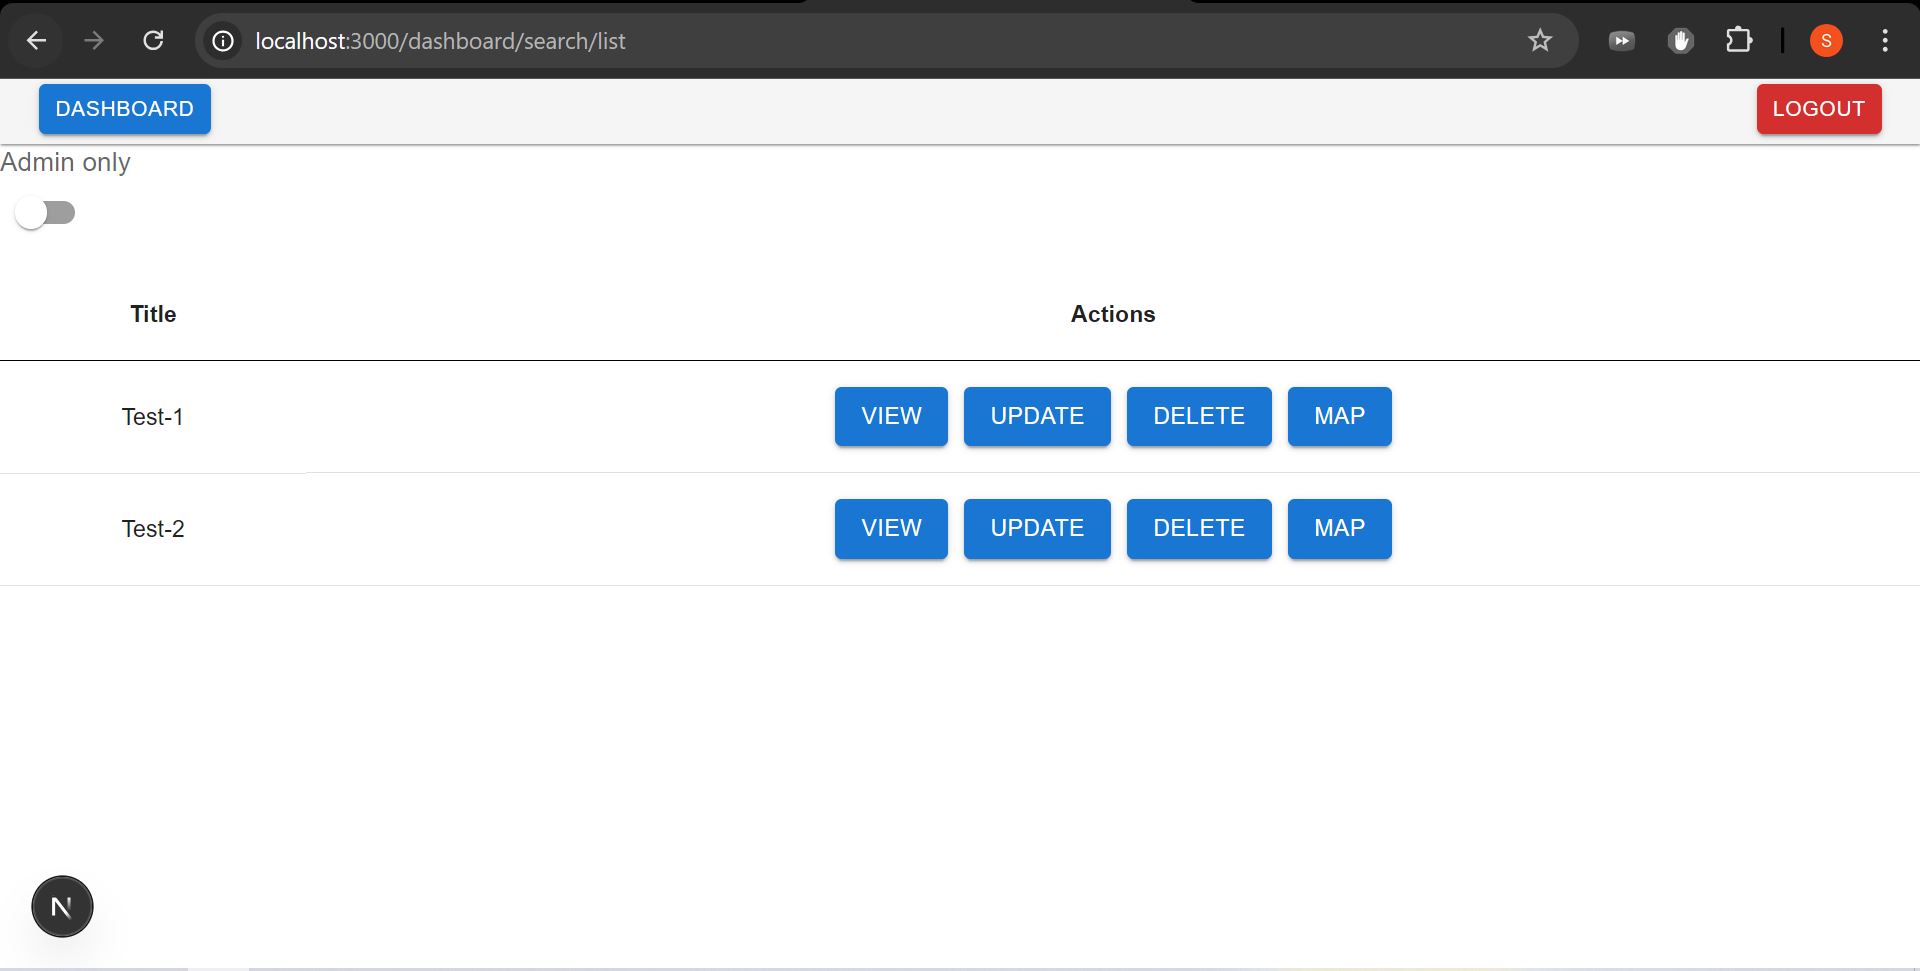 localhost:3000/dashboard/search/list
S
DASHBOARD
LOGOUT
Admin only
Title Actions
Test-1 VIEW UPDATE DELETE MAP
Test-2 VIEW UPDATE DELETE MAP
N